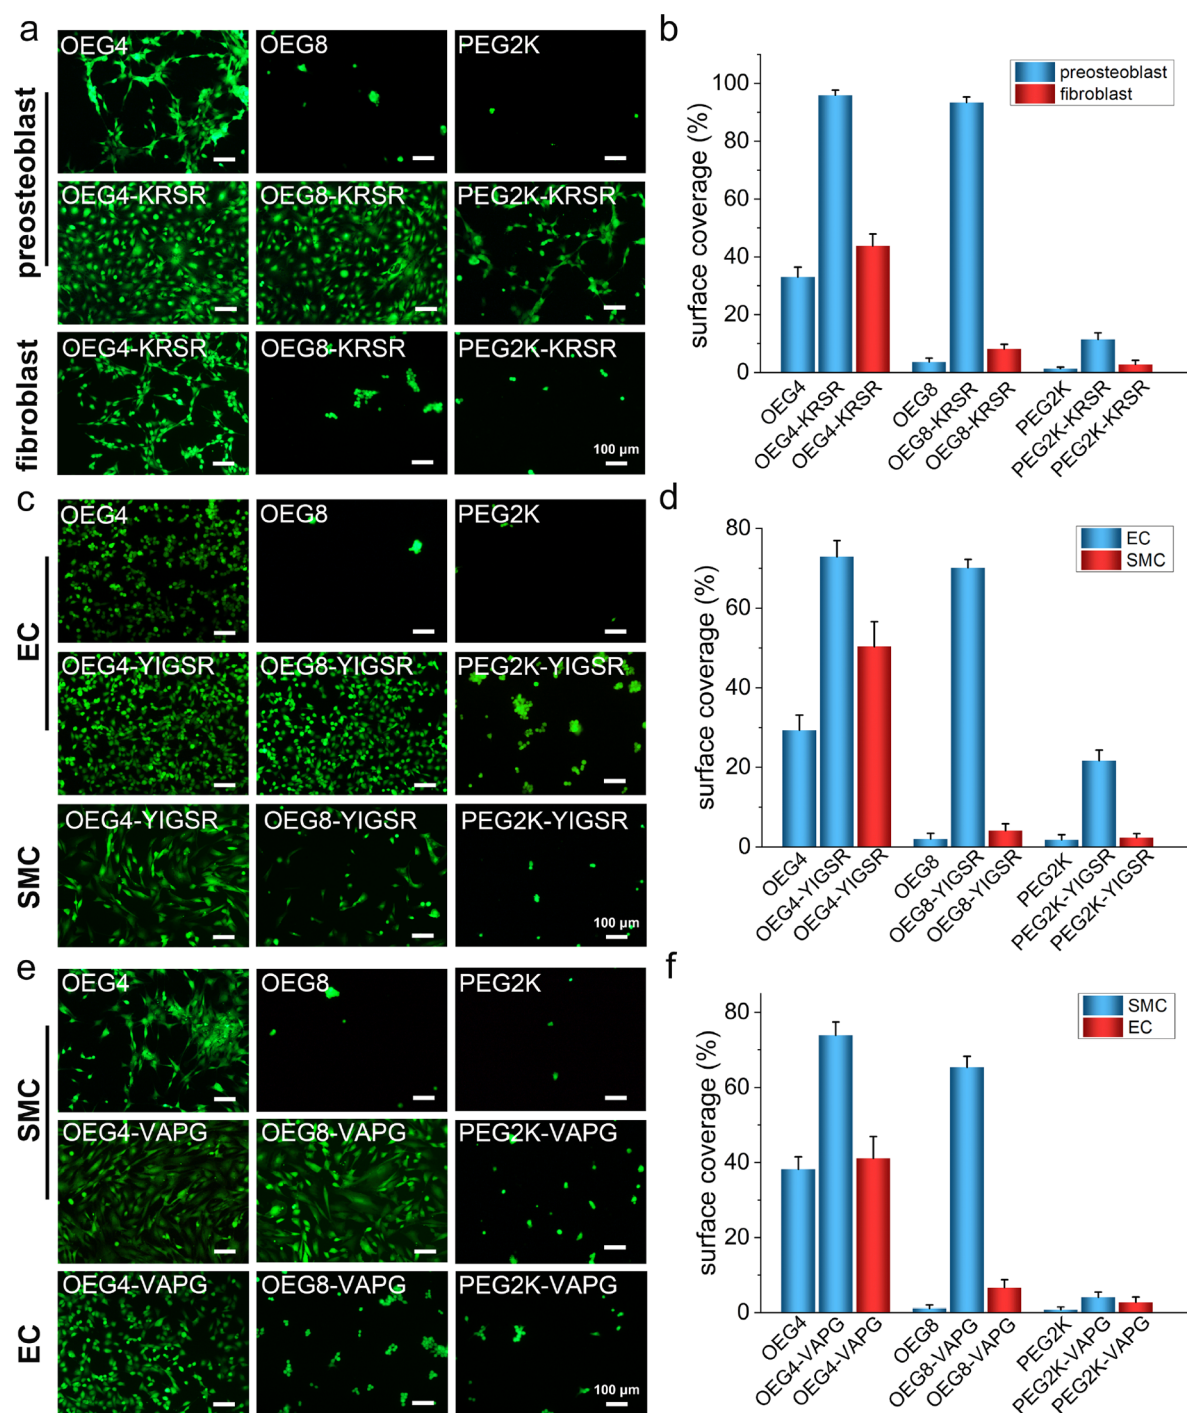 a
preosteoblast
fibroblast
OEG4
OEG8
PEG2K
OEG4-KRSR
OEG8-KRSR
PEG2K-KRSR
OEG4-KRSR
OEG8-KRSR
PEG2K-KRSR
100 µm
b
surface coverage (%)
100
80
60
40
20
0
preosteoblast
fibroblast
OEG4
OEG4-KRSR
OEG4-KRSR
OEG8
OEG8-KRSR
OEG8-KRSR
PEG2K
PEG2K-KRSR
PEG2K-KRSR
c
EC
SMC
OEG4
OEG8
PEG2K
OEG4-YIGSR
OEG8-YIGSR
PEG2K-YIGSR
OEG4-YIGSR
OEG8-YIGSR
PEG2K-YIGSR
100 µm
d
surface coverage (%)
80
60
40
20
0
EC
SMC
OEG4
OEG4-YIGSR
OEG4-YIGSR
OEG8
OEG8-YIGSR
OEG8-YIGSR
PEG2K
PEG2K-YIGSR
PEG2K-YIGSR
e
SMC
EC
OEG4
OEG8
PEG2K
OEG4-VAPG
OEG8-VAPG
PEG2K-VAPG
OEG4-VAPG
OEG8-VAPG
PEG2K-VAPG
100 µm
f
surface coverage (%)
80
60
40
20
0
SMC
EC
OEG4
OEG4-VAPG
OEG4-VAPG
OEG8
OEG8-VAPG
OEG8-VAPG
PEG2K
PEG2K-VAPG
PEG2K-VAPG